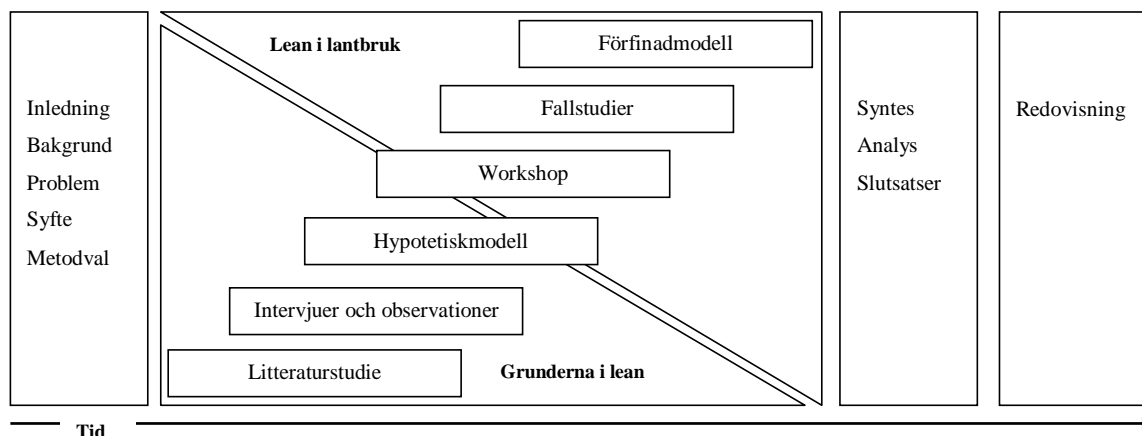 Inledning
Bakgrund
Problem
Syfte
Metodval
Lean i lantbruk
Förfinadmodell
Fallstudier
Workshop
Hypotetiskmodell
Intervjuer och observationer
Litteraturstudie
Grunderna i lean
Syntes
Analys
Slutsatser
Redovisning
Tid